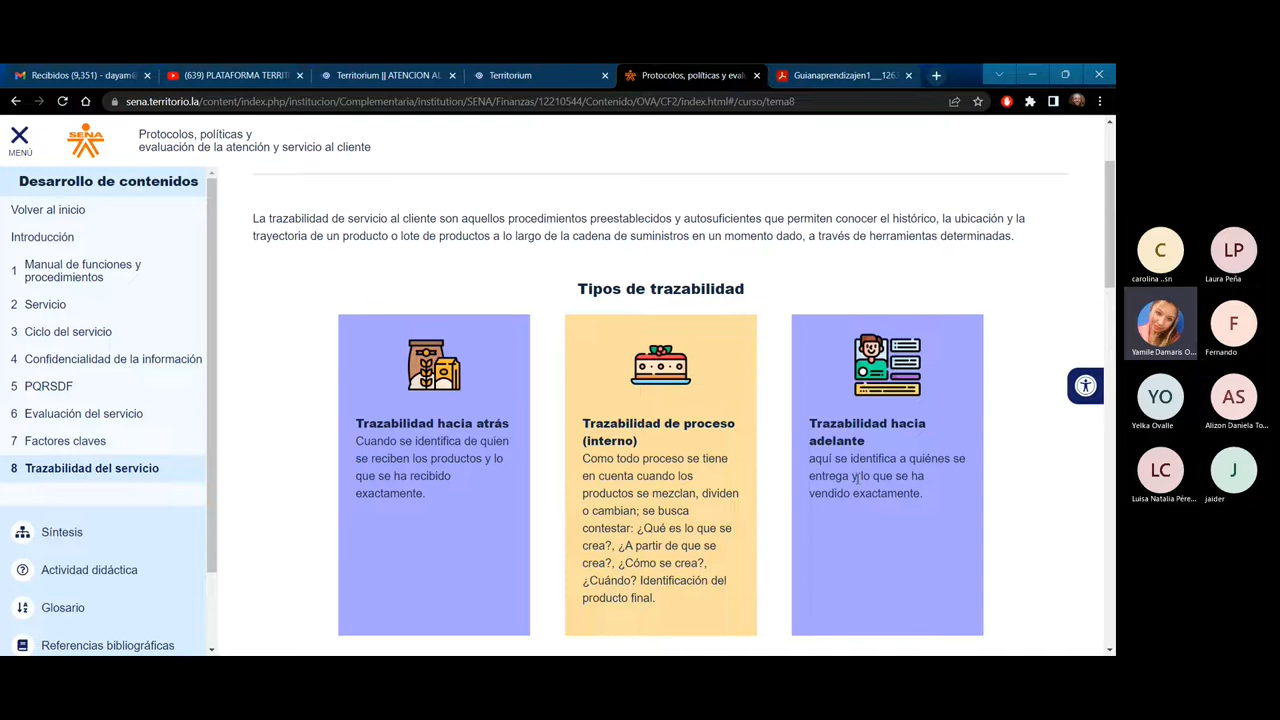 Recibidos (9,351) - dayam@
(639) PLATAFORMA TERRIT
Territorium || ATENCION AL
Territorium
Protocolos, políticas y eval
Guianaprendizajen1___126
sena.territorio.la/content/index.php/institucion/Complementaria/institution/SENA/Finanzas/12210544/Contenido/OVA/CF2/index.html#/curso/tema8
MENÚ
SENA
Protocolos, políticas y
evaluación de la atención y servicio al cliente
Desarrollo de contenidos
Volver al inicio
Introducción
1 Manual de funciones y
procedimientos
2 Servicio
3 Ciclo del servicio
4 Confidencialidad de la información
5 PQRSDF
6 Evaluación del servicio
7 Factores claves
8 Trazabilidad del servicio
Síntesis
Actividad didáctica
Glosario
Referencias bibliográficas
La trazabilidad de servicio al cliente son aquellos procedimientos preestablecidos y autosuficientes que permiten conocer el histórico, la ubicación y la
trayectoria de un producto o lote de productos a lo largo de la cadena de suministros en un momento dado, a través de herramientas determinadas.
Tipos de trazabilidad
Trazabilidad hacia atrás
Cuando se identifica de quien
se reciben los productos y lo
que se ha recibido
exactamente.
Trazabilidad de proceso
(interno)
Como todo proceso se tiene
en cuenta cuando los
productos se mezclan, dividen
o cambian; se busca
contestar: ¿Qué es lo que se
crea?, ¿A partir de que se
crea?, ¿Cómo se crea?,
¿Cuándo? Identificación del
producto final.
Trazabilidad hacia
adelante
aquí se identifica a quiénes se
entrega y lo que se ha
vendido exactamente.
C
carolina ..sn
LP
Laura Peña
Yamile Damaris O...
F
Fernando
YO
Yelka Ovalle
AS
Alizon Daniela To...
LC
Luisa Natalia Pére...
J
jaider